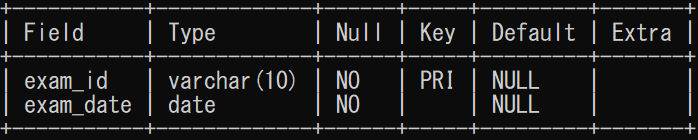 +-----------+-------------+------+-----+---------+-------+
| Field     | Type        | Null | Key | Default | Extra |
+-----------+-------------+------+-----+---------+-------+
| exam_id   | varchar(10) | NO   | PRI | NULL    |       |
| exam_date | date        | NO   |     | NULL    |       |
+-----------+-------------+------+-----+---------+-------+